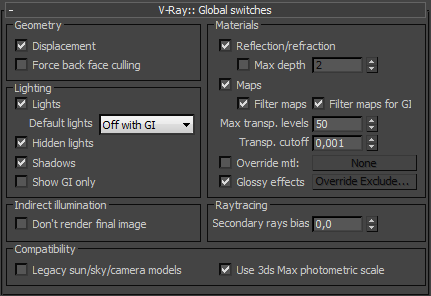 - V-Ray:: Global switches
Geometry
Displacement
Force back face culling
Lighting
Lights
Default lights Off with GI
Hidden lights
Shadows
Show GI only
Indirect illumination
Don't render final image
Materials
Reflection/refraction
Max depth 2
Maps
Filter maps Filter maps for GI
Max transp. levels 50
Transp. cutoff 0,001
Override mtl: None
Glossy effects Override Exclude...
Raytracing
Secondary rays bias 0,0
Compatibility
Legacy sun/sky/camera models Use 3ds Max photometric scale